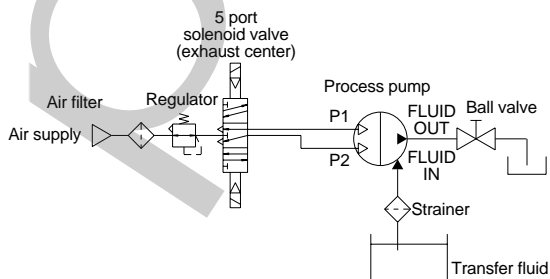 5 port
solenoid valve
(exhaust center)
Process pump
Air filter
Regulator
Ball valve
Air supply
P1
P2
FLUID
OUT
FLUID
IN
Strainer
Transfer fluid